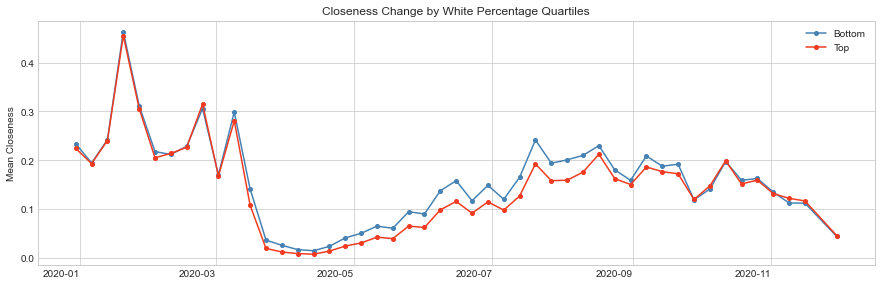 Closeness Change by White Percentage Quartiles
Mean Closeness
0.4
0.3
0.2
0.1
0.0
Bottom
Top
2020-01
2020-03
2020-05
2020-07
2020-09
2020-11